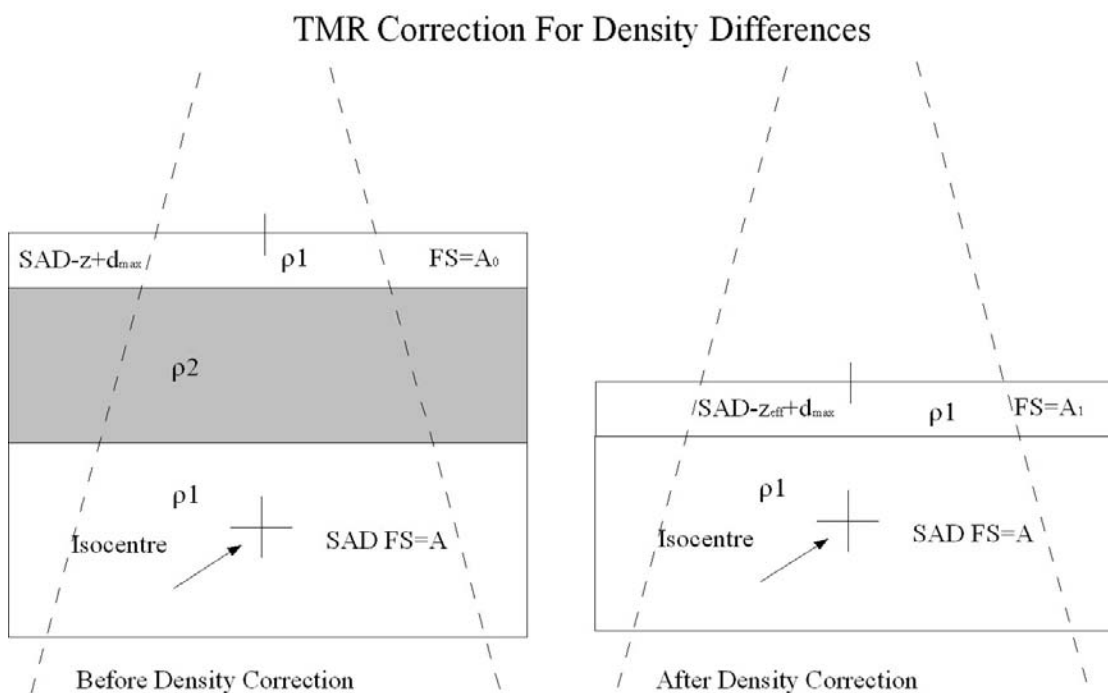 TMR Correction For Density Differences
SAD-z+dmax
ρ1
FS=A0
ρ2
ρ1
Isocentre
SAD FS=A
Before Density Correction
SAD-zeff+dmax
ρ1
FS=A1
ρ1
Isocentre
SAD FS=A
After Density Correction